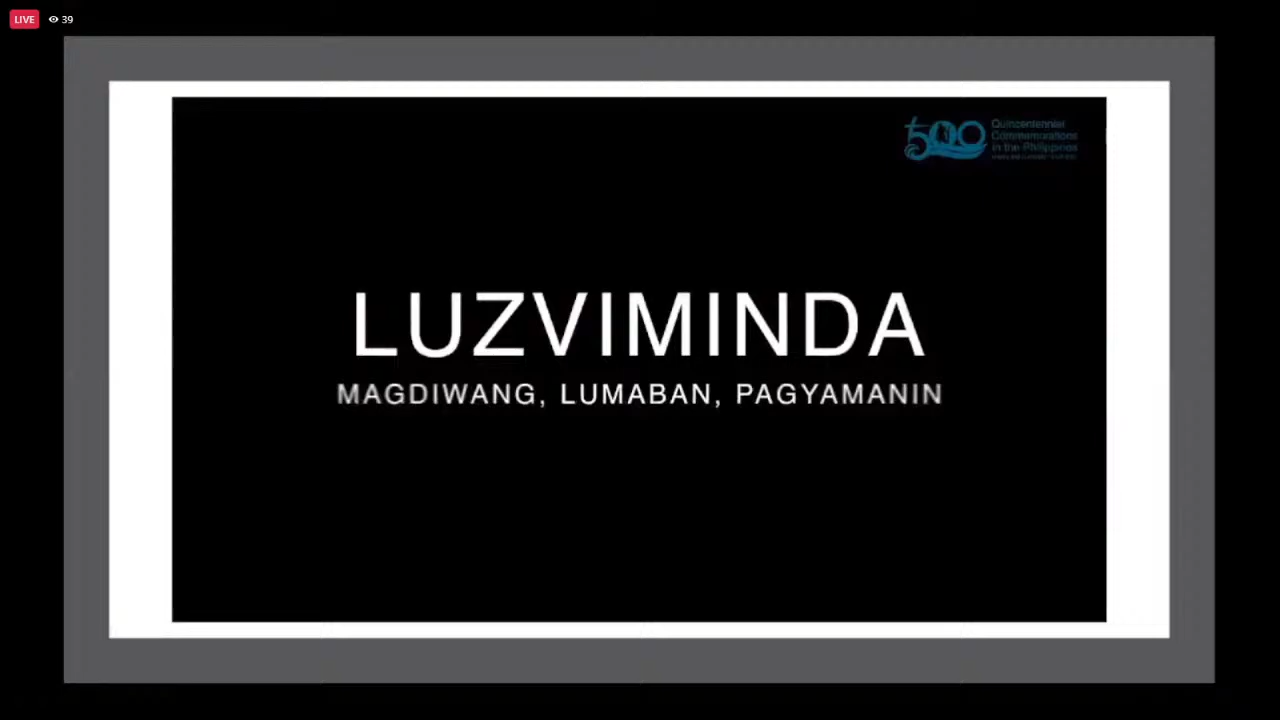 LIVE 39
500 Quincentennial
Commemorations
in the Philippines
LUZVIMINDA
MAGDIWANG, LUMABAN, PAGYAMANIN